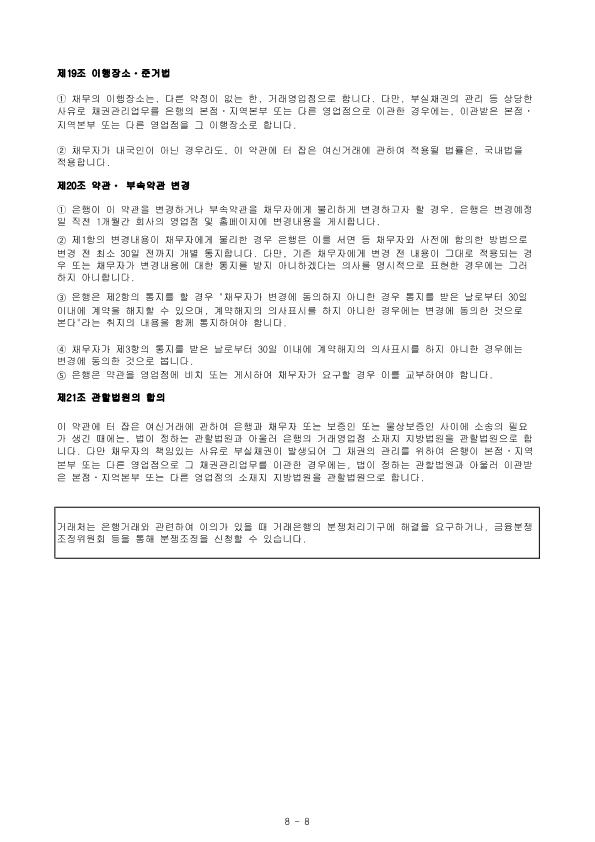 제19조 이행장소·준거법
① 채무의 이행장소는, 다른 약정이 없는 한, 거래영업점으로 합니다. 다만, 부실채권의 관리 등 상당한
사유로 채권관리업무를 은행의 본점·지역본부 또는 다른 영업점으로 이관한 경우에는, 이관받은 본점·
지역본부 또는 다른 영업점을 그 이행장소로 합니다.
② 채무자가 내국인이 아닌 경우라도, 이 약관에 터 잡은 여신거래에 관하여 적용될 법률은, 국내법을
적용합니다.
제20조 약관· 부속약관 변경
① 은행이 이 약관을 변경하거나 부속약관을 채무자에게 불리하게 변경하고자 할 경우, 은행은 변경예정
일 직전 1개월간 회사의 영업점 및 홈페이지에 변경내용을 게시합니다.
② 제1항의 변경내용이 채무자에게 불리한 경우 은행은 이를 서면 등 채무자와 사전에 합의한 방법으로
변경 전 최소 30일 전까지 개별 통지합니다. 다만, 기존 채무자에게 변경 전 내용이 그대로 적용되는 경
우 또는 채무자가 변경내용에 대한 통지를 받지 아니하겠다는 의사를 명시적으로 표현한 경우에는 그러
하지 아니합니다.
③ 은행은 제2항의 통지를 할 경우 "채무자가 변경에 동의하지 아니한 경우 통지를 받은 날로부터 30일
이내에 계약을 해지할 수 있으며, 계약해지의 의사표시를 하지 아니한 경우에는 변경에 동의한 것으로
본다"라는 취지의 내용을 함께 통지하여야 합니다.
④ 채무자가 제3항의 통지를 받은 날로부터 30일 이내에 계약해지의 의사표시를 하지 아니한 경우에는
변경에 동의한 것으로 봅니다.
⑤ 은행은 약관을 영업점에 비치 또는 게시하여 채무자가 요구할 경우 이를 교부하여야 합니다.
제21조 관할법원의 합의
이 약관에 터 잡은 여신거래에 관하여 은행과 채무자 또는 보증인 또는 물상보증인 사이에 소송의 필요
가 생긴 때에는, 법이 정하는 관할법원과 아울러 은행의 거래영업점 소재지 지방법원을 관할법원으로 합
니다. 다만 채무자의 책임있는 사유로 부실채권이 발생되어 그 채권의 관리를 위하여 은행이 본점·지역
본부 또는 다른 영업점으로 그 채권관리업무를 이관한 경우에는, 법이 정하는 관할법원과 아울러 이관받
은 본점·지역본부 또는 다른 영업점의 소재지 지방법원을 관할법원으로 합니다.
거래처는 은행거래와 관련하여 이의가 있을 때 거래은행의 분쟁처리기구에 해결을 요구하거나, 금융분쟁
조정위원회 등을 통해 분쟁조정을 신청할 수 있습니다.
8 - 8